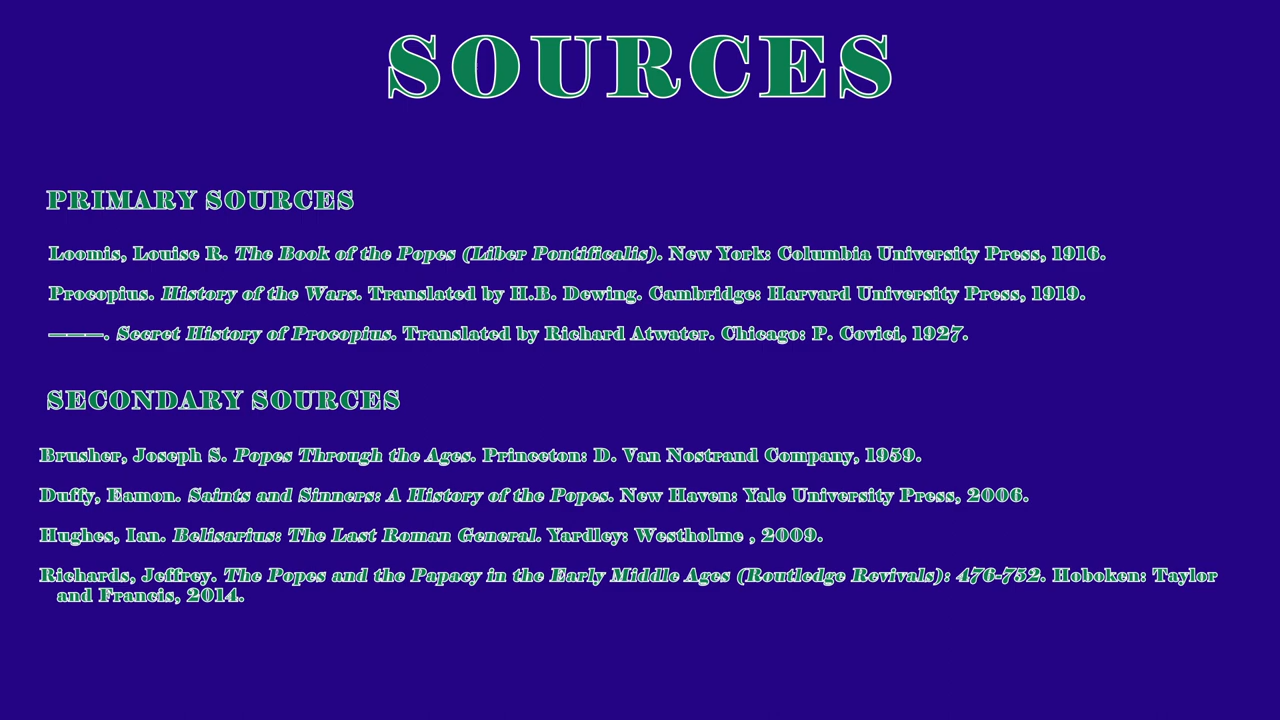 SOURCES
PRIMARY SOURCES
Loomis, Louise R. The Book of the Popes (Liber Pontificalis). New York: Columbia University Press, 1916.
Procopius. History of the Wars. Translated by H.B. Dewing. Cambridge: Harvard University Press, 1919.
———. Secret History of Procopius. Translated by Richard Atwater. Chicago: P. Covici, 1927.
SECONDARY SOURCES
Brusher, Joseph S. Popes Through the Ages. Princeton: D. Van Nostrand Company, 1959.
Duffy, Eamon. Saints and Sinners: A History of the Popes. New Haven: Yale University Press, 2006.
Hughes, Ian. Belisarius: The Last Roman General. Yardley: Westholme , 2009.
Richards, Jeffrey. The Popes and the Papacy in the Early Middle Ages (Routledge Revivals): 476-752. Hoboken: Taylor
and Francis, 2014.